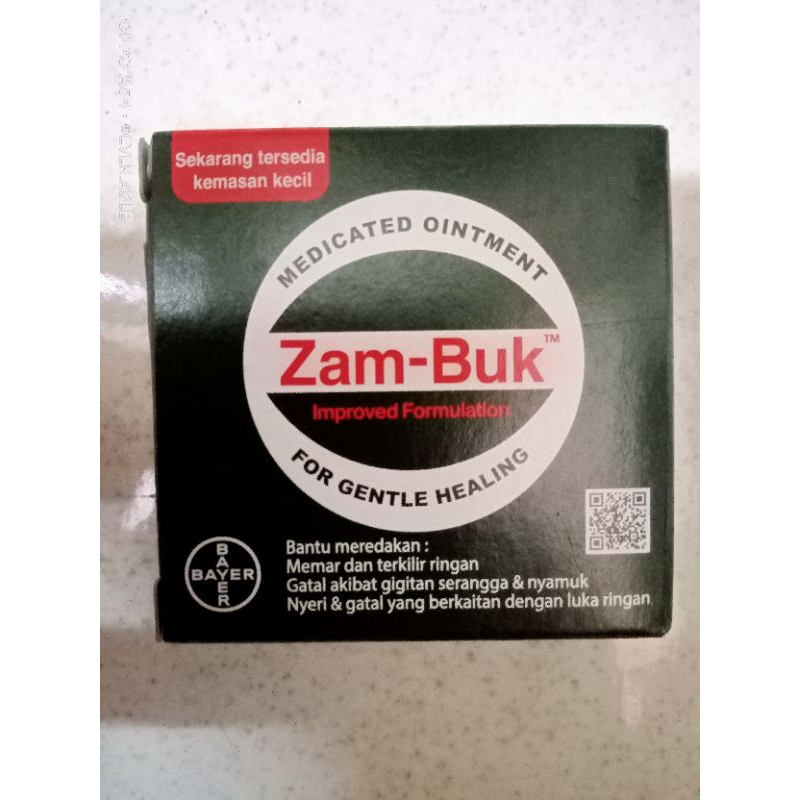 Sekarang tersedia
kemasan kecil
MEDICATED OINTMENT
Zam-Buk™
Improved Formulation
FOR GENTLE HEALING
BAYER
BAYER
Bantu meredakan :
Memar dan terkilir ringan
Gatal akibat gigitan serangga & nyamuk
Nyeri & gatal yang berkaitan dengan luka ringan